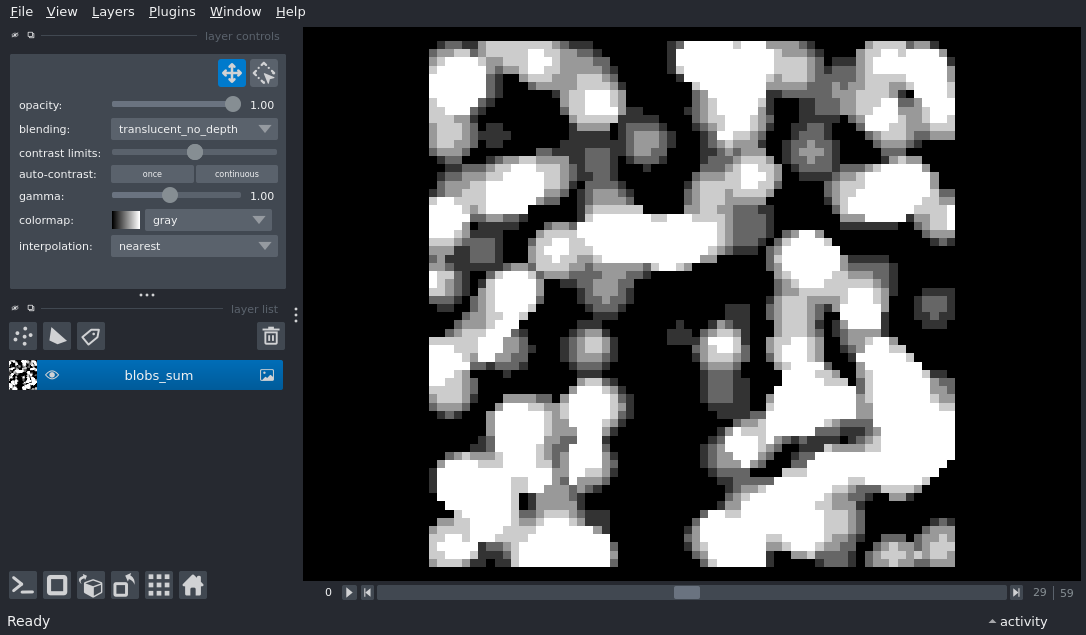 File View Layers Plugins Window Help
layer controls
opacity: 1.00
blending: translucent_no_depth
contrast limits:
auto-contrast: once continuous
gamma: 1.00
colormap: gray
interpolation: nearest
layer list
blobs_sum
0 29 59
Ready activity